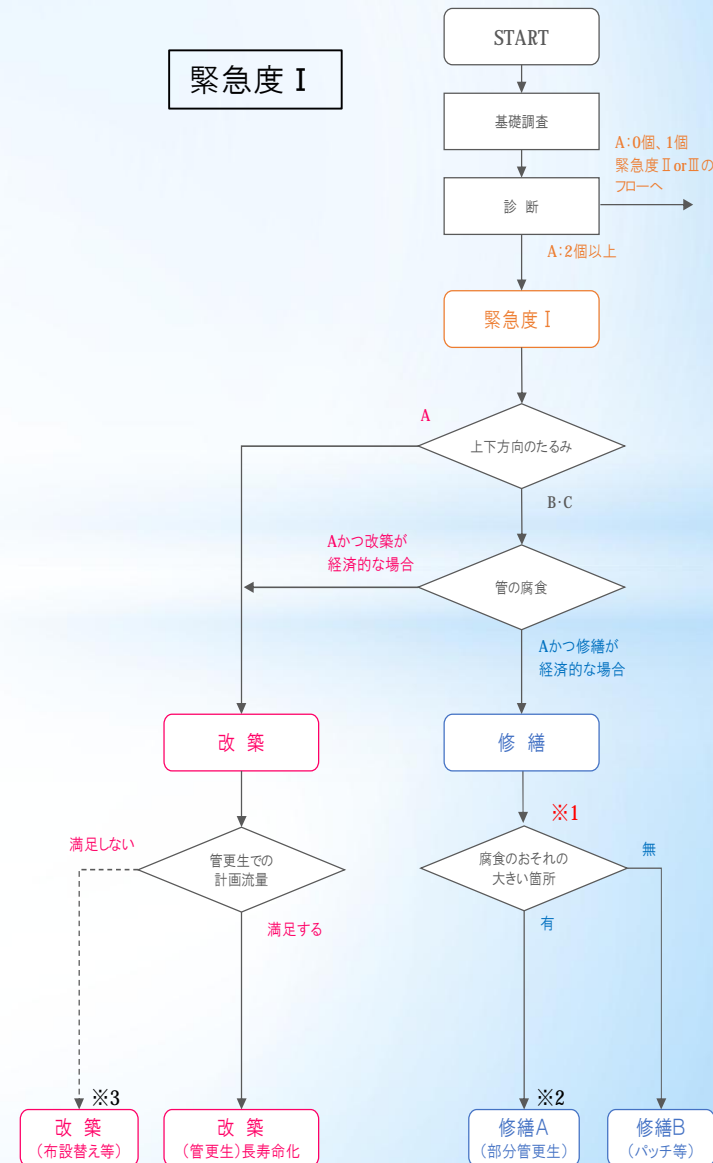 緊急度 Ⅰ
START
基礎調査
A:0個、1個
緊急度ⅡorⅢの
フローへ
診 断
A:2個以上
緊急度 Ⅰ
A
上下方向のたるみ
B・C
Aかつ改築が
経済的な場合
管の腐食
Aかつ修繕が
経済的な場合
改 築
修 繕
※1
満足しない
管更生での
計画流量
腐食のおそれの
大きい箇所
無
満足する
有
※3
※2
改 築
(布設替え等)
改 築
(管更生)長寿命化
修繕A
(部分管更生)
修繕B
(パッチ等)